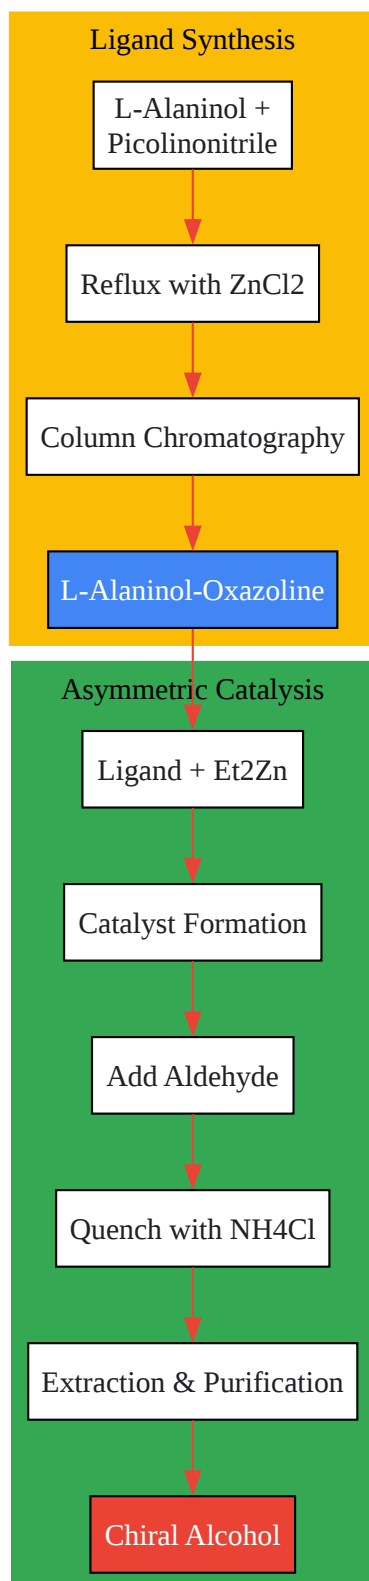 Ligand Synthesis
L-Alaninol +
Picolinonitrile
Reflux with ZnCl2
Column Chromatography
L-Alaninol-Oxazoline
Asymmetric Catalysis
Ligand + Et2Zn
Catalyst Formation
Add Aldehyde
Quench with NH4Cl
Extraction & Purification
Chiral Alcohol